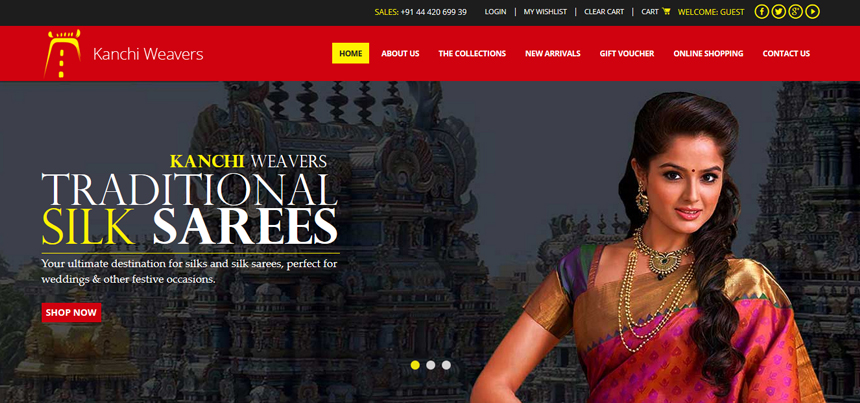 SALES: +91 44 420 699 39 LOGIN | MY WISHLIST | CLEAR CART | CART WELCOME: GUEST
Kanchi Weavers
HOME ABOUT US THE COLLECTIONS NEW ARRIVALS GIFT VOUCHER ONLINE SHOPPING CONTACT US
KANCHI WEAVERS
TRADITIONAL
SILK SAREES
Your ultimate destination for silks and silk sarees, perfect for
weddings & other festive occasions.
SHOP NOW